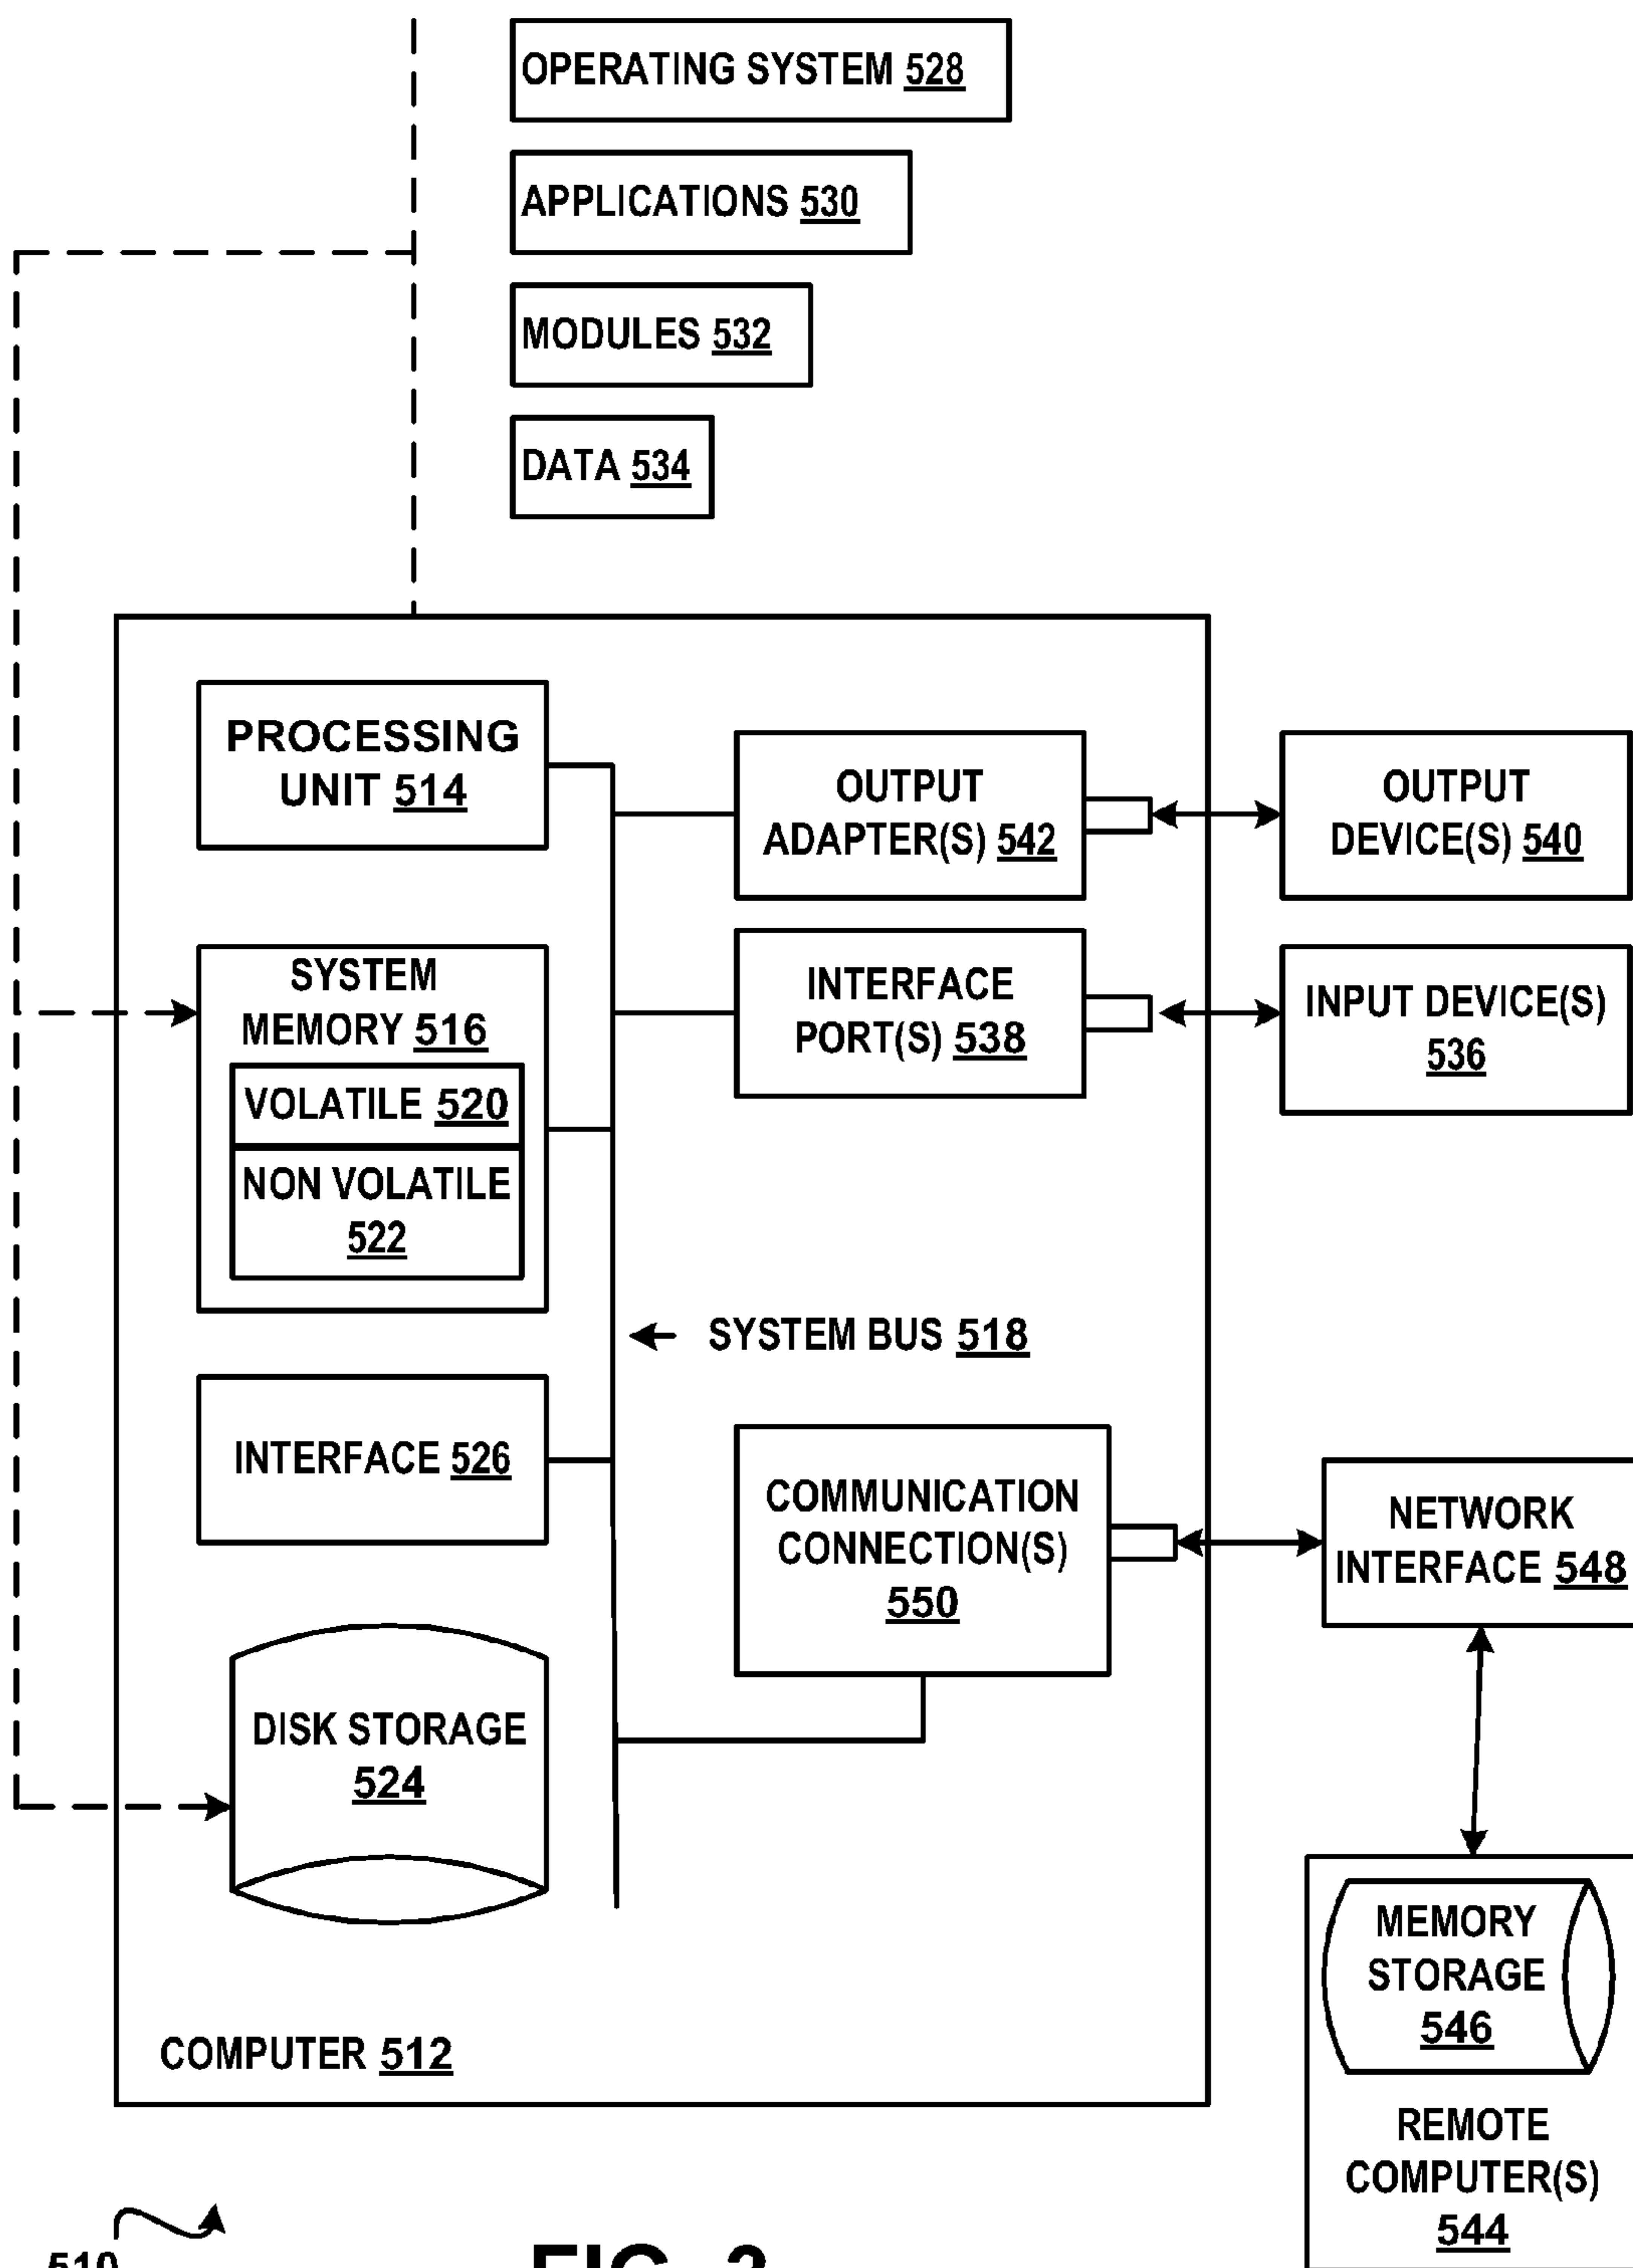 OPERATING SYSTEM 528
APPLICATIONS 530
MODULES 532
DATA 534
PROCESSING
UNIT 514
OUTPUT
ADAPTER(S) 542
OUTPUT
DEVICE(S) 540
SYSTEM
MEMORY 516
VOLATILE 520
NON VOLATILE
522
INTERFACE
PORT(S) 538
INPUT DEVICE(S)
536
SYSTEM BUS 518
INTERFACE 526
COMMUNICATION
CONNECTION(S)
550
NETWORK
INTERFACE 548
DISK STORAGE
524
MEMORY
STORAGE
546
REMOTE
COMPUTER(S)
544
COMPUTER 512
510